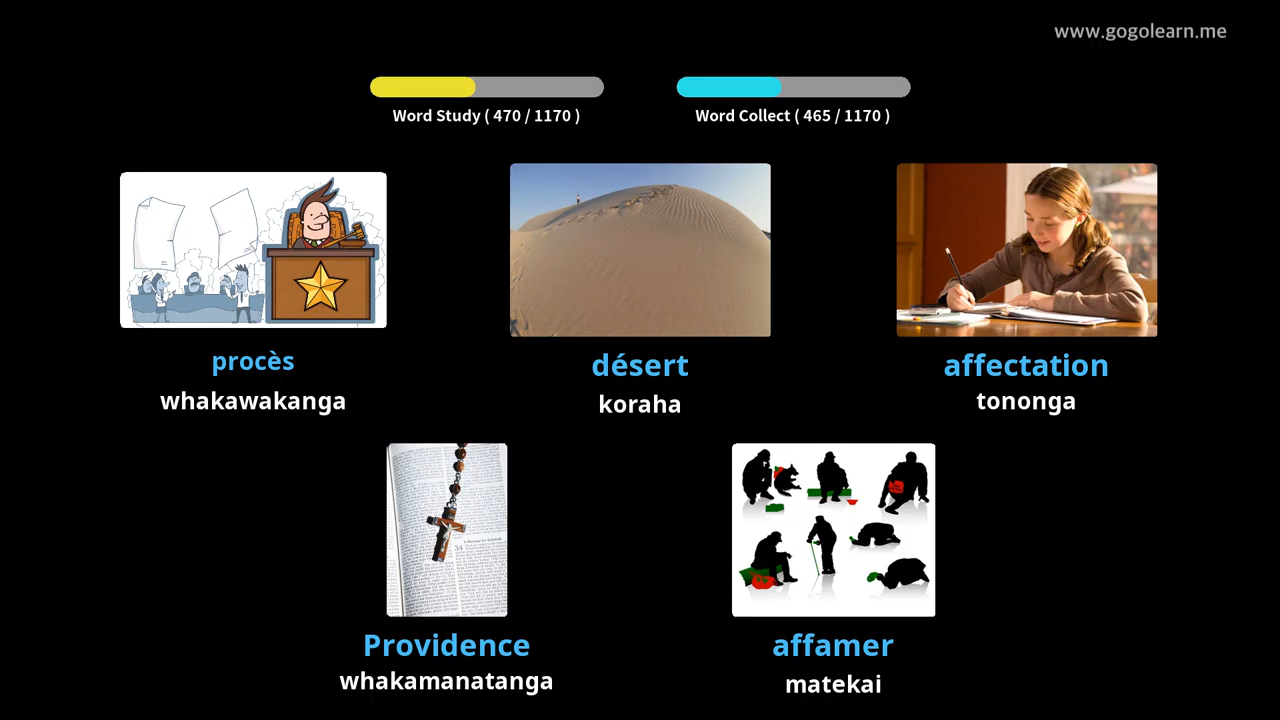 www.gogolearn.me
Word Study ( 470 / 1170 )
Word Collect ( 465 / 1170 )
procès
whakawakanga
désert
koraha
affectation
tononga
34
Providence
whakamanatanga
affamer
matekai